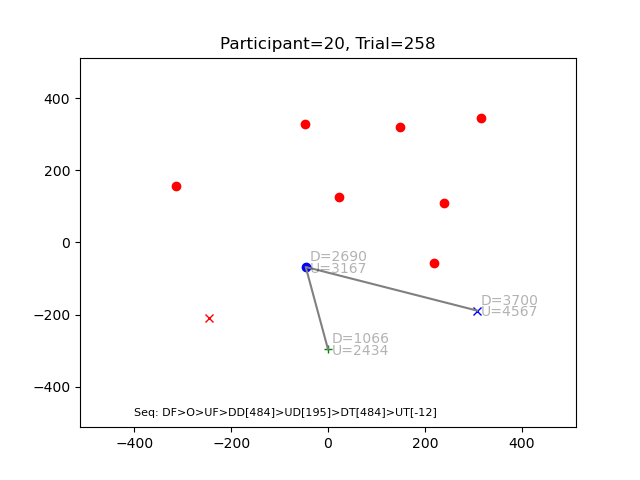 Participant=20, Trial=258
400
200
0
−200
−400
D=2690
U=3167
D=3700
U=4567
D=1066
U=2434
Seq: DF>O>UF>DD[484]>UD[195]>DT[484]>UT[-12]
−400
−200
0
200
400